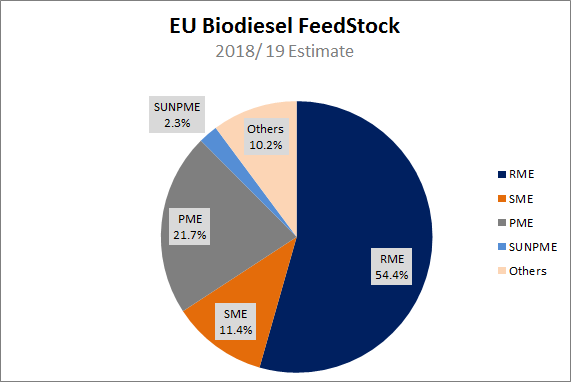 EU Biodiesel FeedStock
2018/ 19 Estimate
SUNPME
2.3%
Others
10.2%
PME
21.7%
RME
54.4%
SME
11.4%
RME
SME
PME
SUNPME
Others